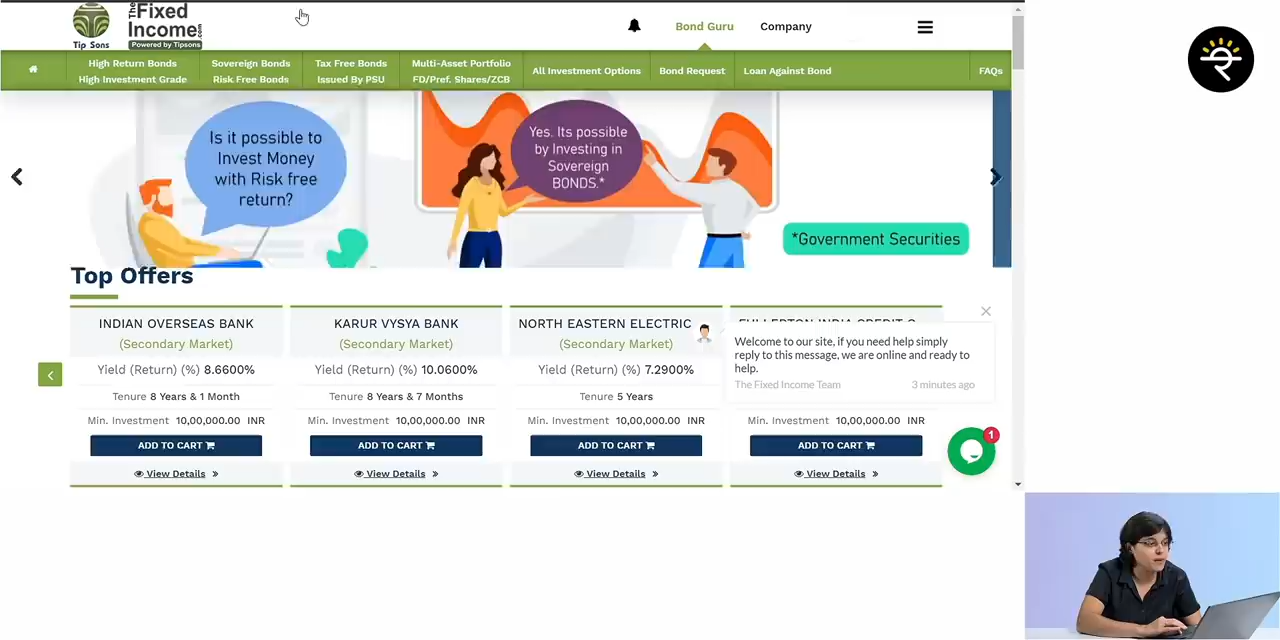 The
Fixed
Income
.com
Powered by Tipsons
Tip Sons
Bond Guru
Company
High Return Bonds
High Investment Grade
Sovereign Bonds
Risk Free Bonds
Tax Free Bonds
Issued By PSU
Multi-Asset Portfolio
FD/Pref. Shares/ZCB
All Investment Options
Bond Request
Loan Against Bond
FAQs
Is it possible to
Invest Money
with Risk free
return?
Yes. Its possible
by Investing in
Sovereign
BONDS.*
*Government Securities
Top Offers
INDIAN OVERSEAS BANK
(Secondary Market)
Yield (Return) (%) 8.6600%
Tenure 8 Years & 1 Month
Min. Investment 10,00,000.00 INR
ADD TO CART
View Details »
KARUR VYSYA BANK
(Secondary Market)
Yield (Return) (%) 10.0600%
Tenure 8 Years & 7 Months
Min. Investment 10,00,000.00 INR
ADD TO CART
View Details »
NORTH EASTERN ELECTRIC
(Secondary Market)
Yield (Return) (%) 7.2900%
Tenure 5 Years
Min. Investment 10,00,000.00 INR
ADD TO CART
View Details »
Min. Investment 10,00,000.00 INR
ADD TO CART
View Details »
Welcome to our site, if you need help simply
reply to this message, we are online and ready to
help.
The Fixed Income Team 3 minutes ago
1